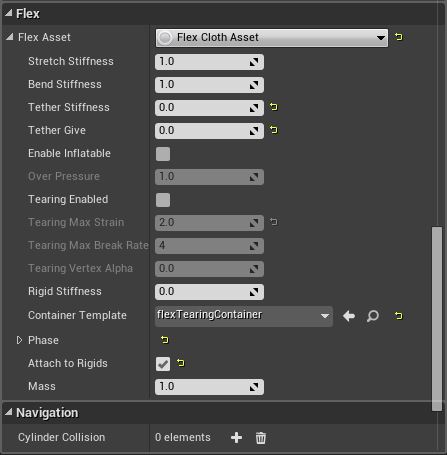 Flex
Flex Asset Flex Cloth Asset
Stretch Stiffness 1.0
Bend Stiffness 1.0
Tether Stiffness 0.0
Tether Give 0.0
Enable Inflatable
Over Pressure 1.0
Tearing Enabled
Tearing Max Strain 2.0
Tearing Max Break Rate 4
Tearing Vertex Alpha 0.0
Rigid Stiffness 0.0
Container Template flexTearingContainer
Phase
Attach to Rigids
Mass 1.0
Navigation
Cylinder Collision 0 elements